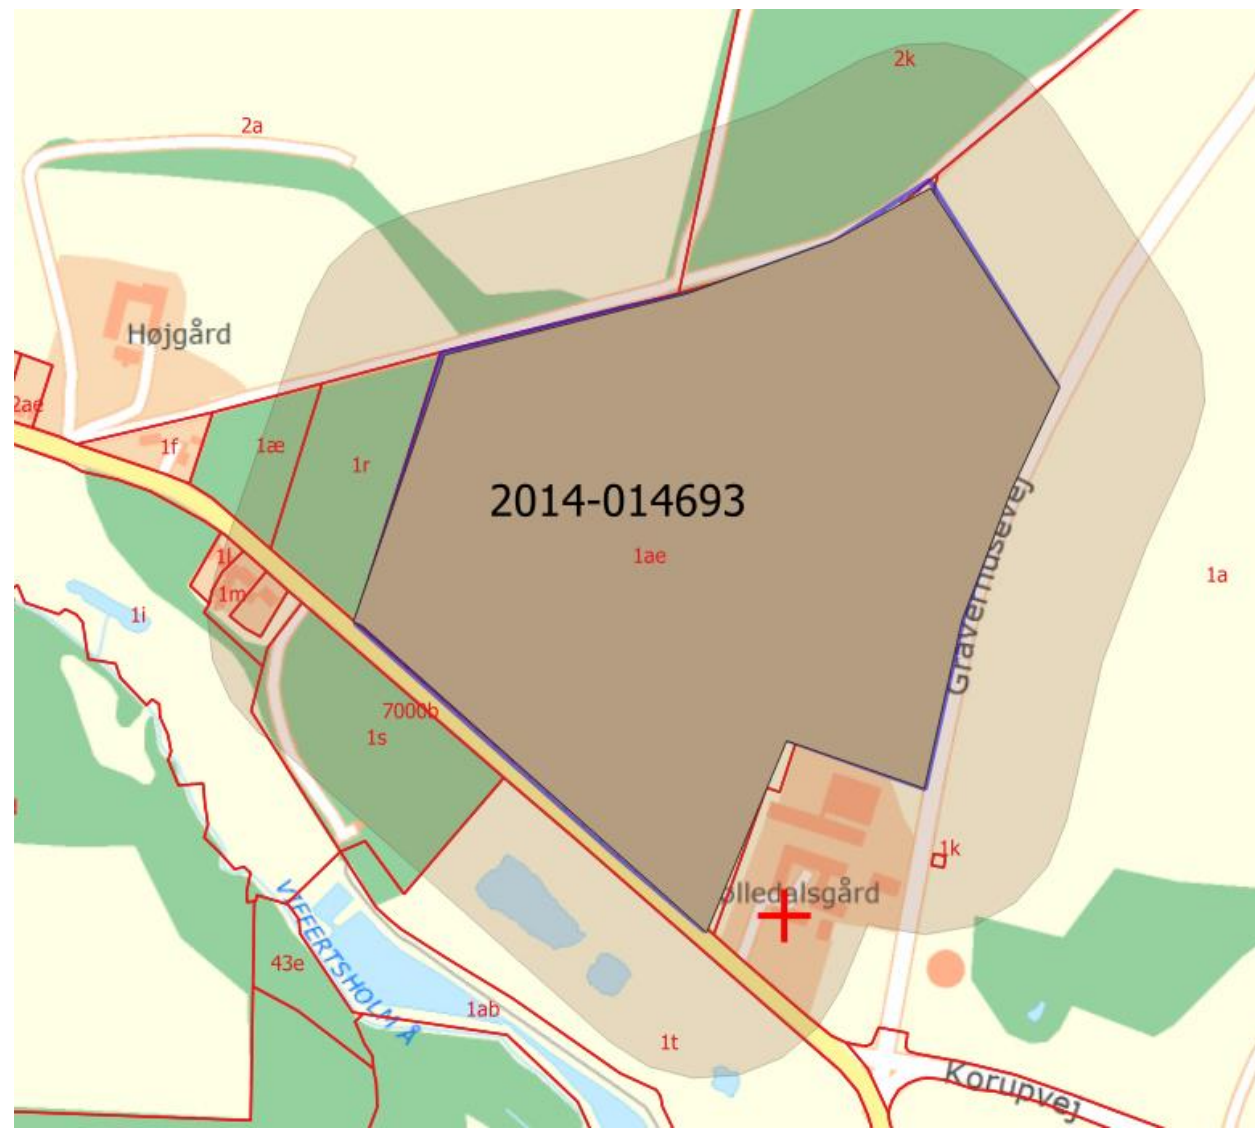 2k
2a
Højgård
2ae
1f
1æ
1r
2014-014693
1ae
Gravenhusevej
1a
1l
1m
1i
7000b
1s
1k
olledalsgård
VIFFERTSHOLM Å
43e
1ab
1t
Korupvej